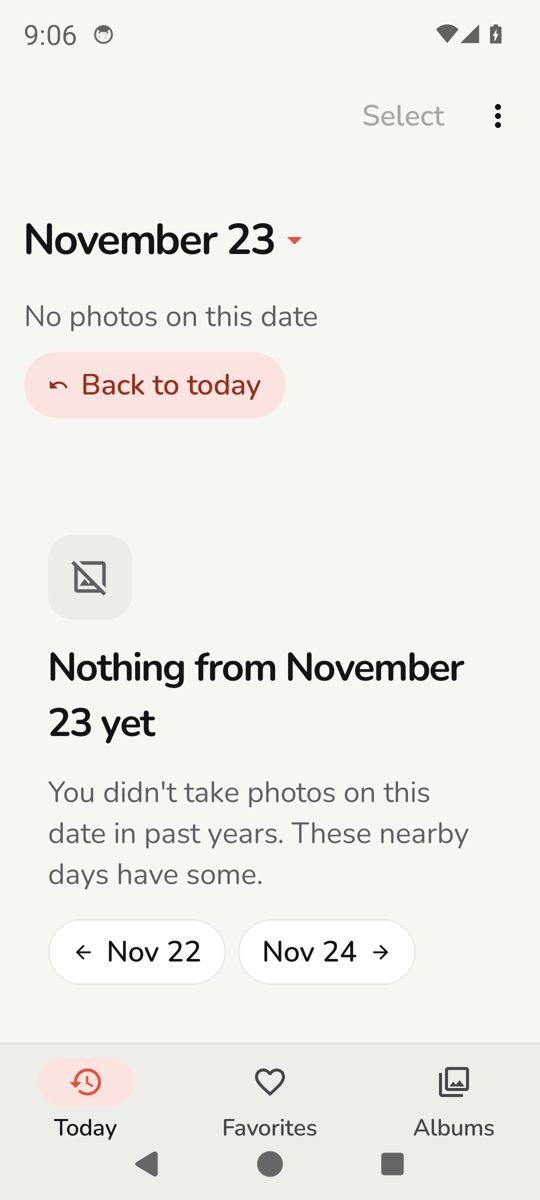 9:06
Select
November 23
No photos on this date
Back to today
Nothing from November
23 yet
You didn't take photos on this
date in past years. These nearby
days have some.
Nov 22
Nov 24
Today
Favorites
Albums